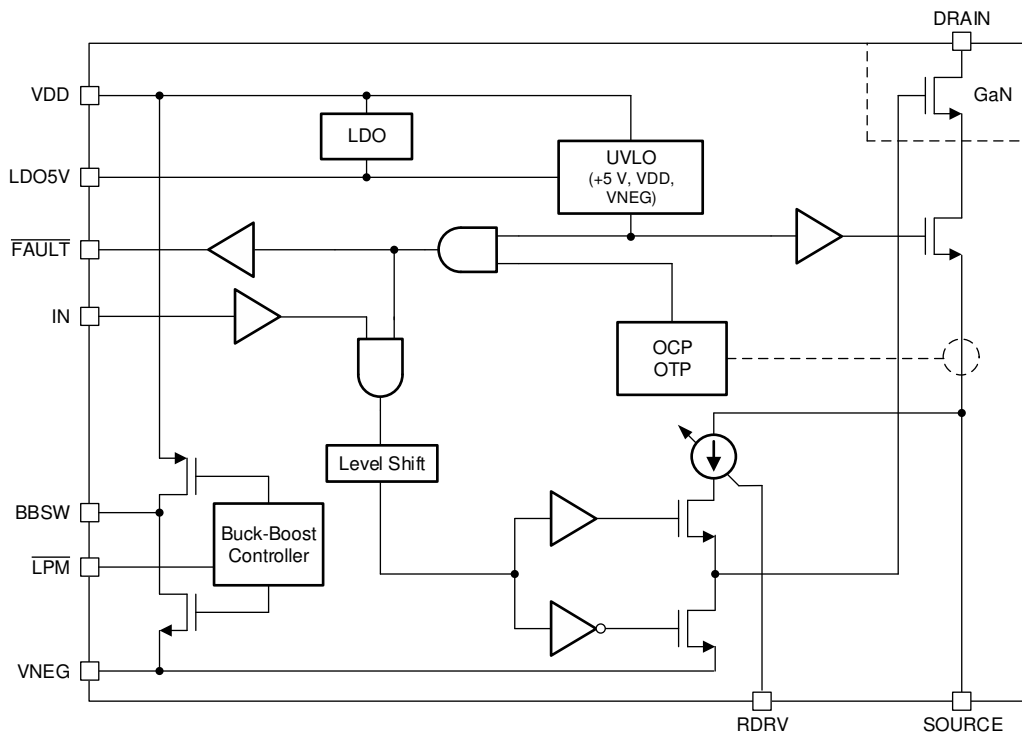 DRAIN
VDD
GaN
LDO
UVLO
(+5 V, VDD,
VNEG)
LDO5V
FAULT
IN
OCP
OTP
Level Shift
BBSW
Buck-Boost
Controller
LPM
VNEG
RDRV
SOURCE